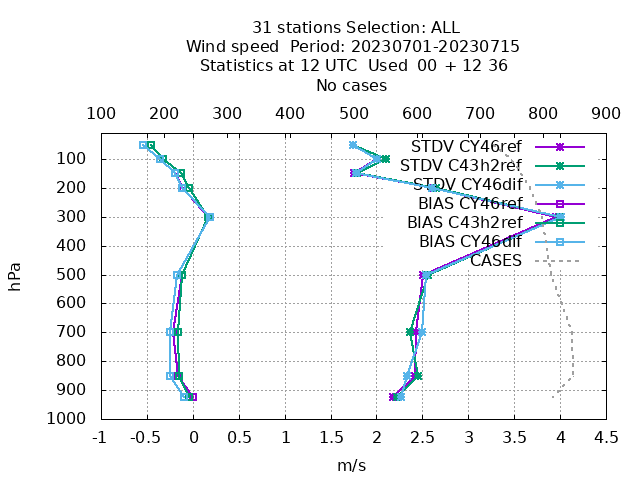 31 stations Selection: ALL
Wind speed  Period: 20230701-20230715
Statistics at 12 UTC  Used  00 + 12 36
No cases
100 200 300 400 500 600 700 800 900
STDV CY46ref
STDV C43h2ref
STDV CY46dif
BIAS CY46ref
BIAS C43h2ref
BIAS CY46dif
CASES
hPa
100
200
300
400
500
600
700
800
900
1000
-1 -0.5 0 0.5 1 1.5 2 2.5 3 3.5 4 4.5
m/s